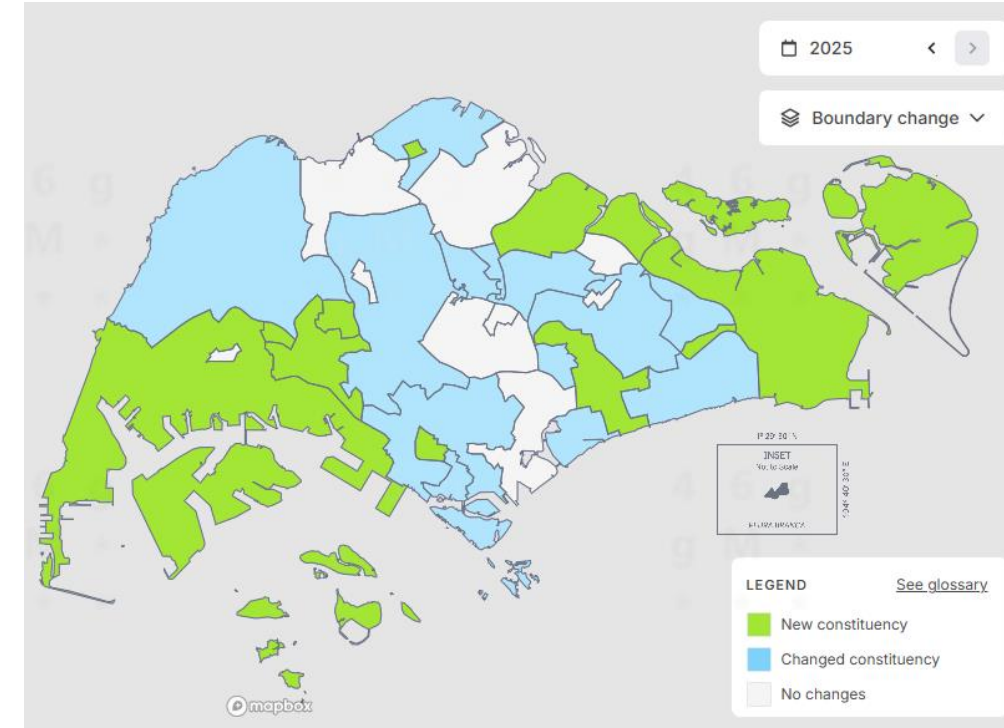 2025
Boundary change
INSET
Not to Scale
LEGEND
See glossary
New constituency
Changed constituency
No changes
mapbox